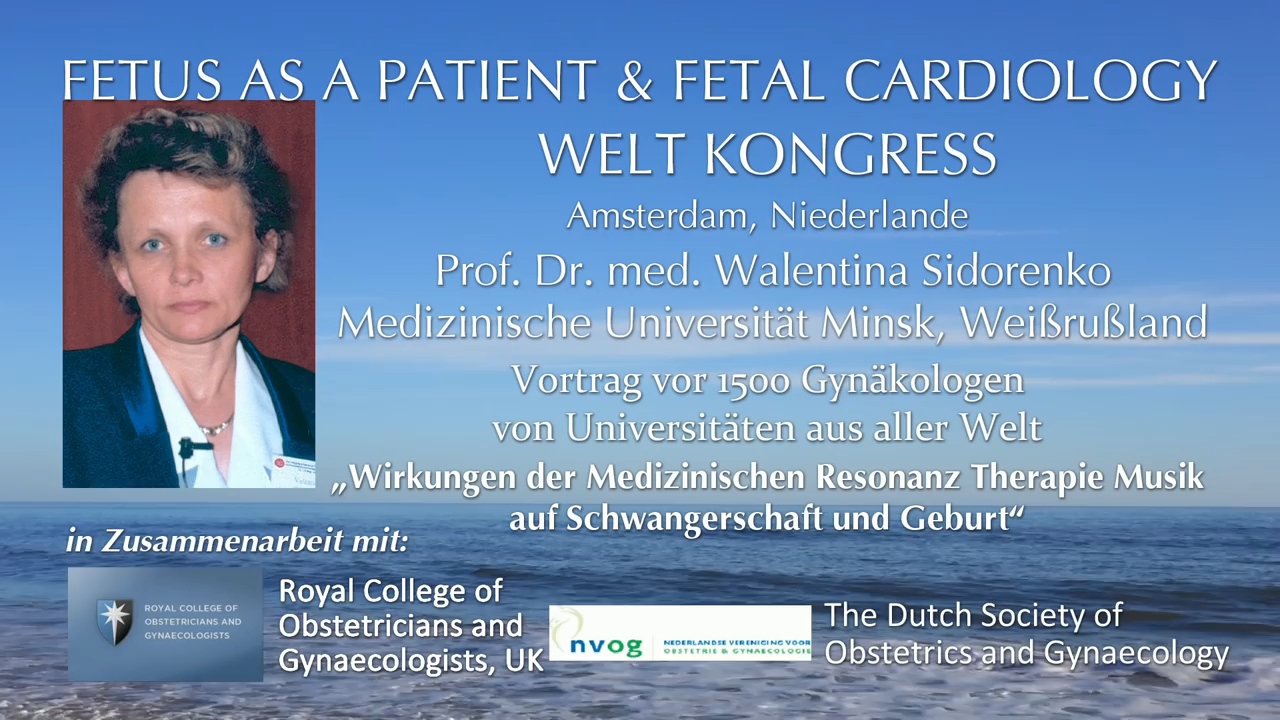 FETUS AS A PATIENT & FETAL CARDIOLOGY
WELT KONGRESS
Amsterdam, Niederlande
Prof. Dr. med. Walentina Sidorenko
Medizinische Universität Minsk, Weißrußland
Vortrag vor 1500 Gynäkologen
von Universitäten aus aller Welt
„Wirkungen der Medizinischen Resonanz Therapie Musik
auf Schwangerschaft und Geburt“
in Zusammenarbeit mit:
ROYAL COLLEGE OF
OBSTETRICIANS AND
GYNAECOLOGISTS
Royal College of
Obstetricians and
Gynaecologists, UK
nvog
NEDERLANDSE VERENIGING VOOR
OBSTETRIE & GYNAECOLOGIE
The Dutch Society of
Obstetrics and Gynaecology